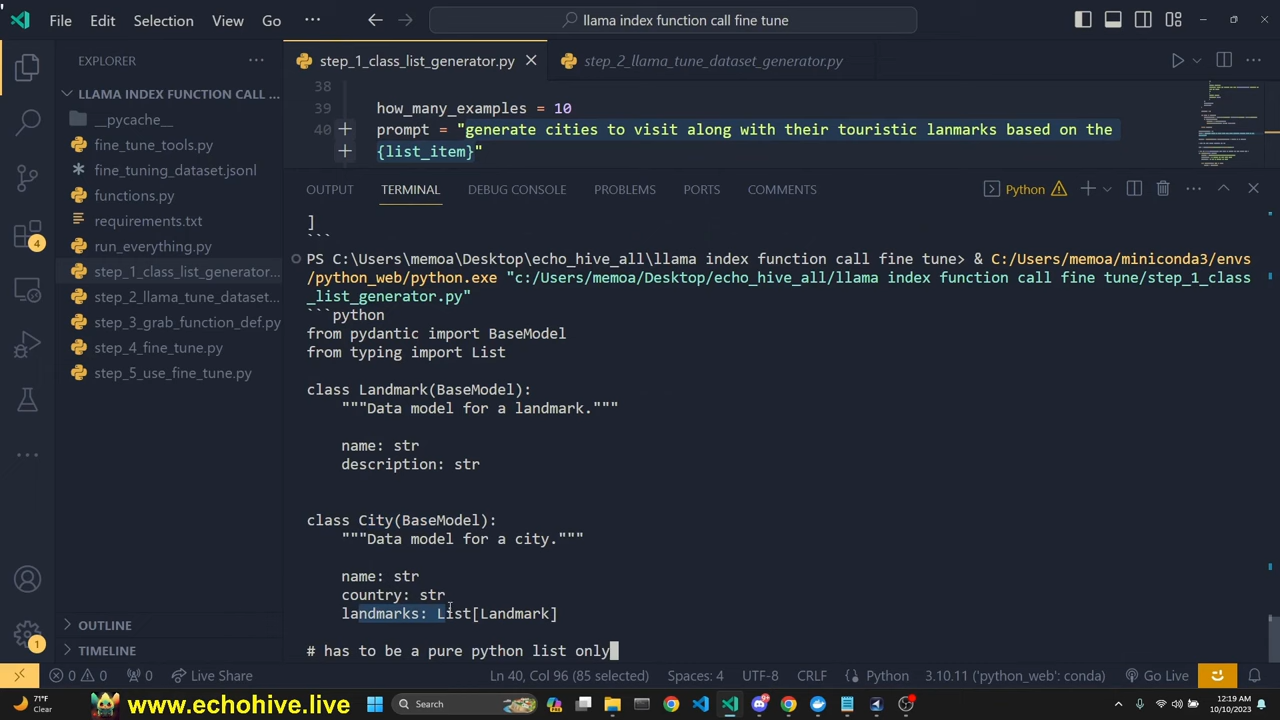 File Edit Selection View Go ··· llama index function call fine tune
EXPLORER ···
LLAMA INDEX FUNCTION CALL ...
__pycache__
fine_tune_tools.py
fine_tuning_dataset.jsonl
functions.py
requirements.txt
run_everything.py
step_1_class_list_generator...
step_2_llama_tune_dataset...
step_3_grab_function_def.py
step_4_fine_tune.py
step_5_use_fine_tune.py
OUTLINE
TIMELINE
4
1
step_1_class_list_generator.py step_2_llama_tune_dataset_generator.py
38
39 how_many_examples = 10
40 prompt = "generate cities to visit along with their touristic lanmarks based on the
{list_item}"
OUTPUT TERMINAL DEBUG CONSOLE PROBLEMS PORTS COMMENTS Python
]
```
PS C:\Users\memoa\Desktop\echo_hive_all\llama index function call fine tune> & C:/Users/memoa/miniconda3/envs
/python_web/python.exe "c:/Users/memoa/Desktop/echo_hive_all/llama index function call fine tune/step_1_class
_list_generator.py"
```python
from pydantic import BaseModel
from typing import List
class Landmark(BaseModel):
"""Data model for a landmark."""
name: str
description: str
class City(BaseModel):
"""Data model for a city."""
name: str
country: str
landmarks: List[Landmark]
# has to be a pure python list only
0 0 0 Live Share Ln 40, Col 96 (85 selected) Spaces: 4 UTF-8 CRLF Python 3.10.11 ('python_web': conda) Go Live
71°F
Clear
www.echohive.live
Search
12:19 AM
10/10/2023